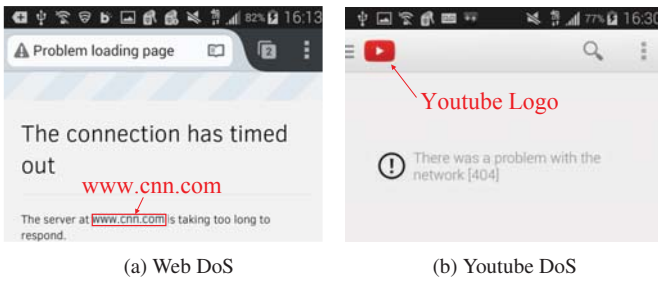 82% 16:13
Problem loading page
2
The connection has timed
out
www.cnn.com
The server at www.cnn.com is taking too long to
respond.
(a) Web DoS
77% 16:30
Youtube Logo
There was a problem with the
network [404]
(b) Youtube DoS